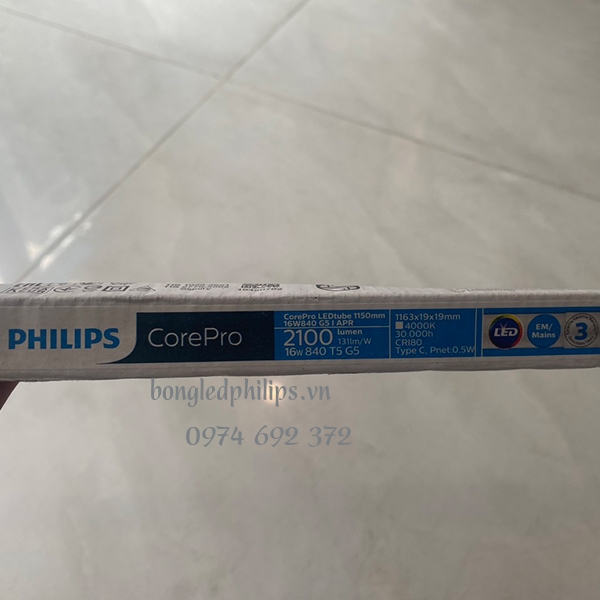 PHILIPS
CorePro
CorePro LEDtube 1150mm
16W840 G5 I APR
2100 lumen
131lm/W
16w 840 T5 G5
1163x19x19mm
4000K
30.000h
CRI80
Type C, Pnet 0.5W
LED
EM/
Mains
3
bongledphilips.vn
0974 692 372